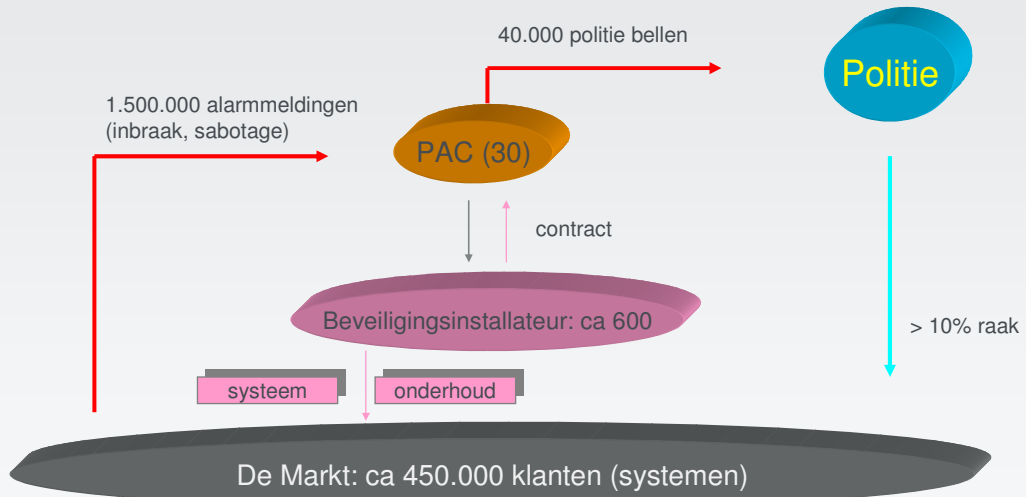 40.000 politie bellen
Politie
1.500.000 alarmmeldingen
(inbraak, sabotage)
PAC (30)
contract
Beveiligingsinstallateur: ca 600
> 10% raak
systeem
onderhoud
De Markt: ca 450.000 klanten (systemen)